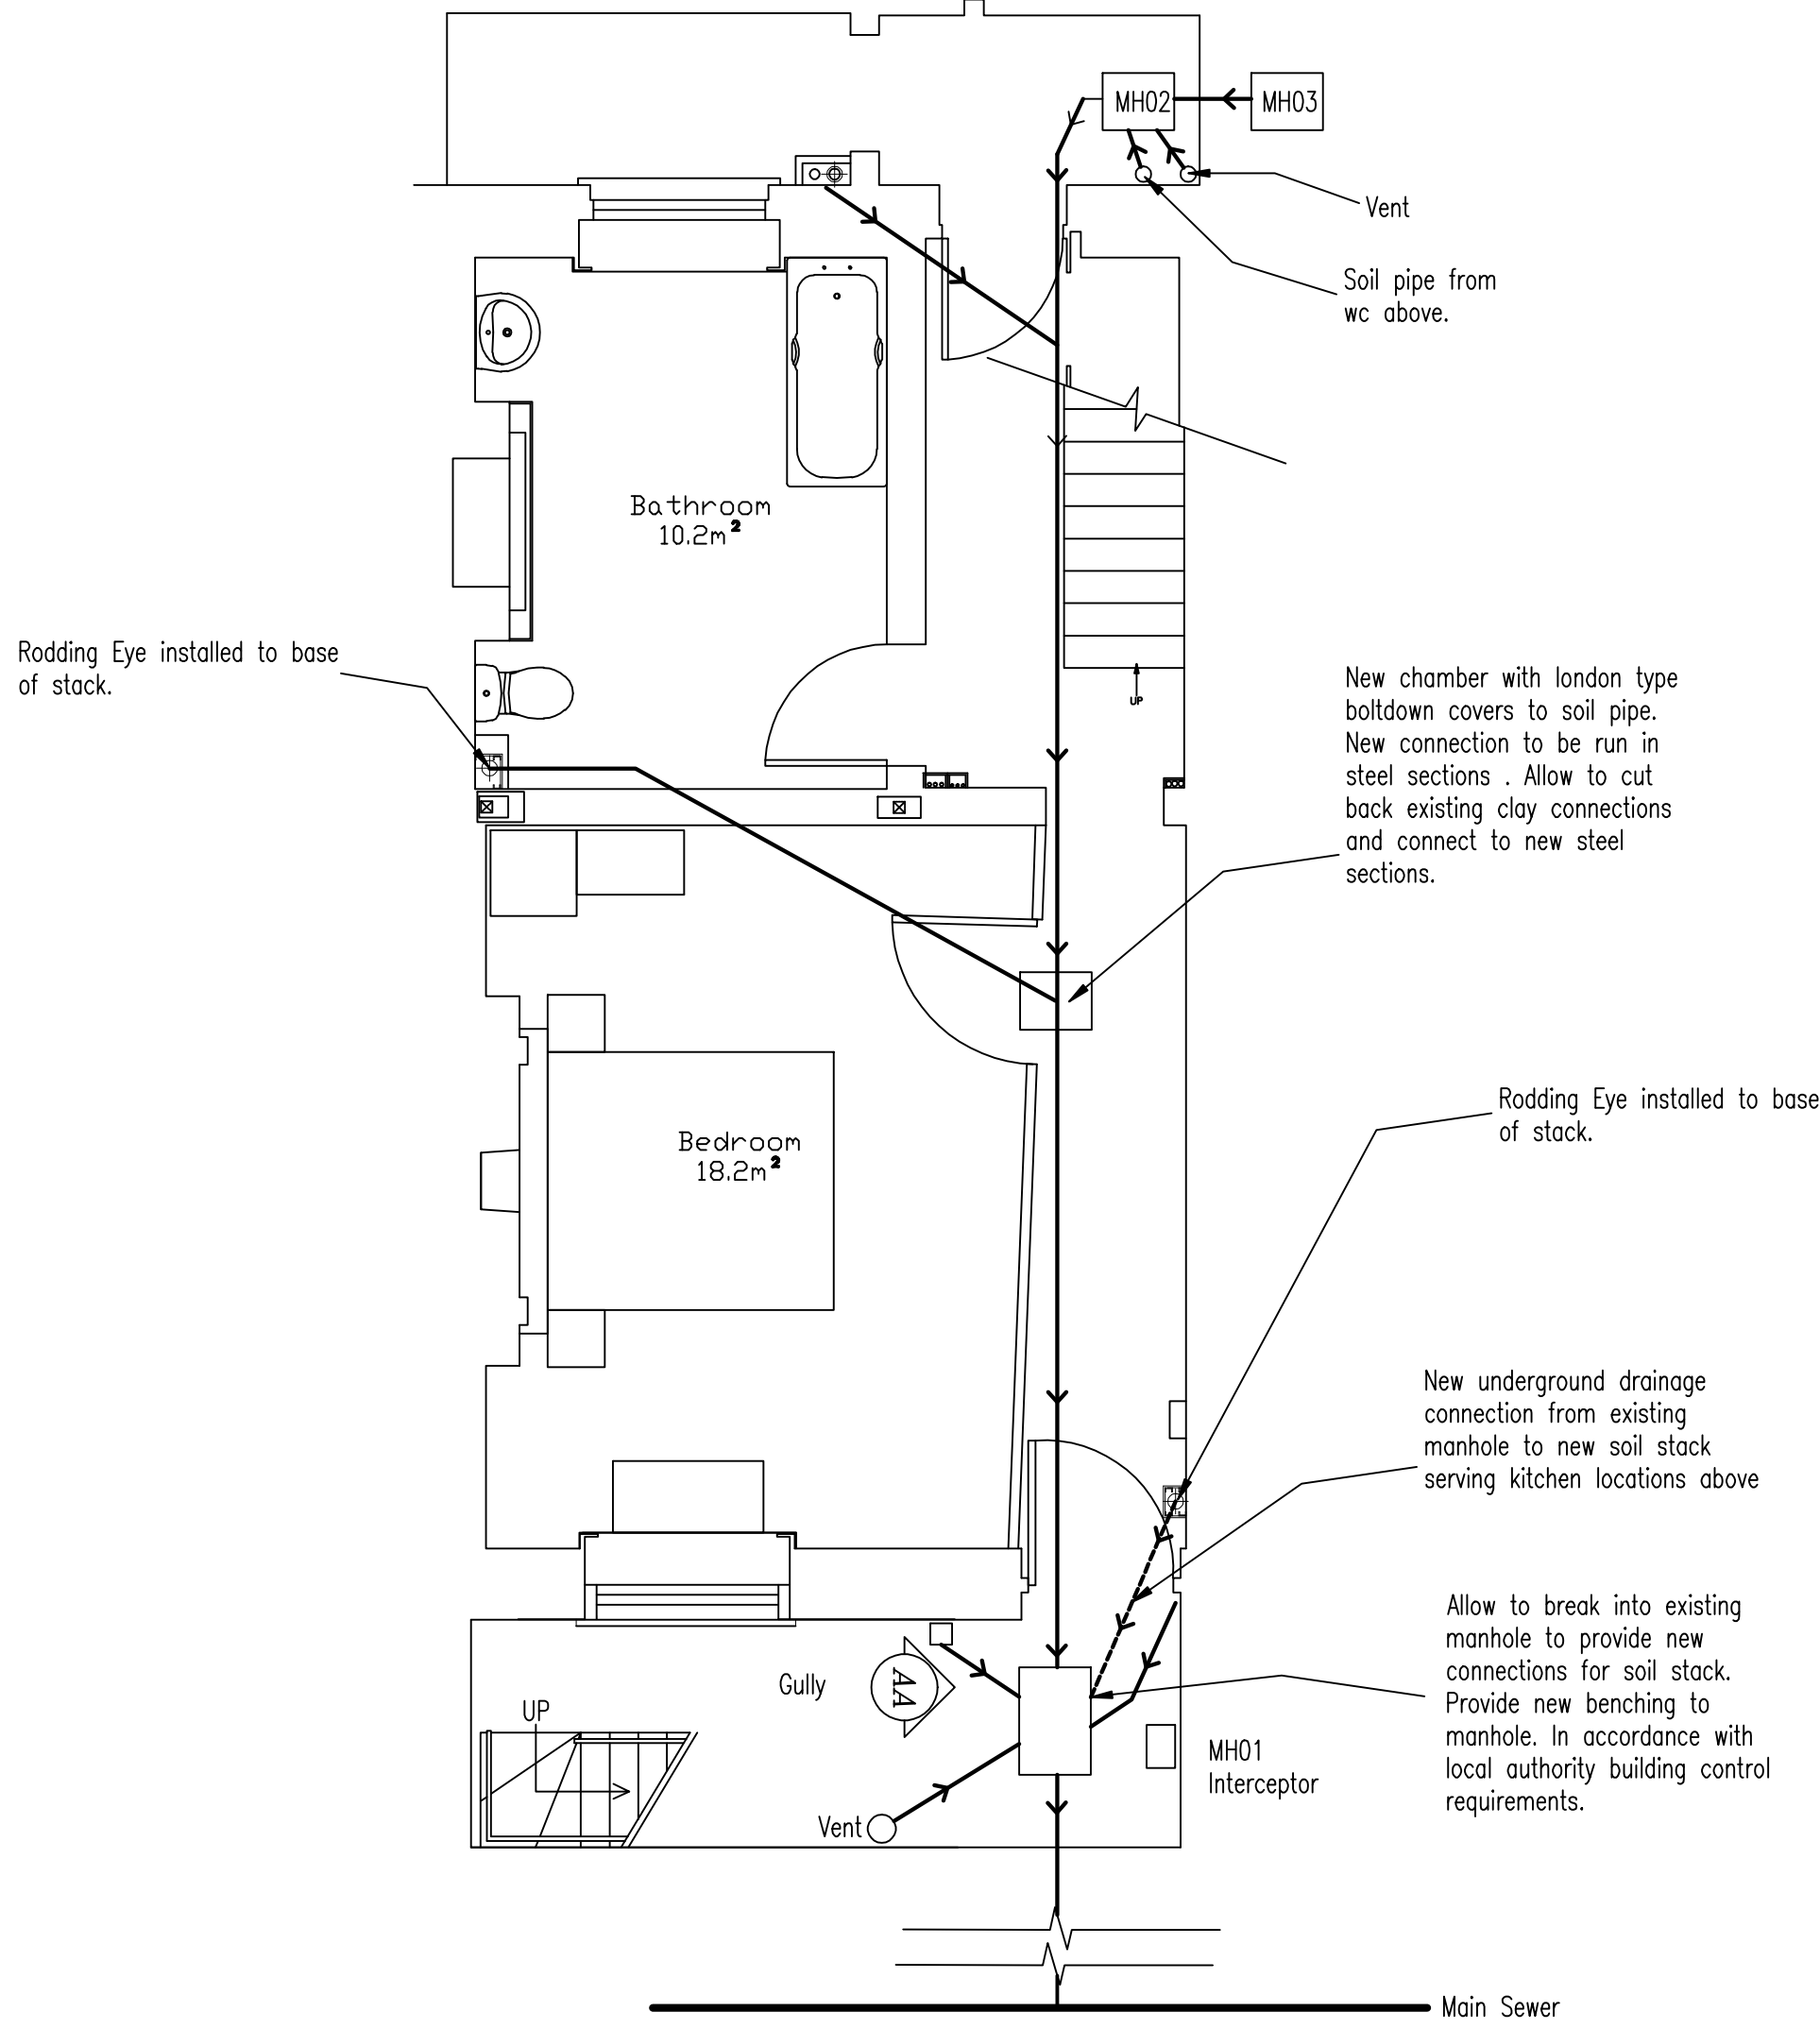 MH02
MH03
Vent
Soil pipe from
wc above.
Bathroom
10.2m²
Rodding Eye installed to base
of stack.
UP
New chamber with london type
boltdown covers to soil pipe.
New connection to be run in
steel sections . Allow to cut
back existing clay connections
and connect to new steel
sections.
Bedroom
18.2m²
Rodding Eye installed to base
of stack.
New underground drainage
connection from existing
manhole to new soil stack
serving kitchen locations above
Allow to break into existing
manhole to provide new
connections for soil stack.
Provide new benching to
manhole. In accordance with
local authority building control
requirements.
Gully
AA
UP
MH01
Interceptor
Vent
Main Sewer